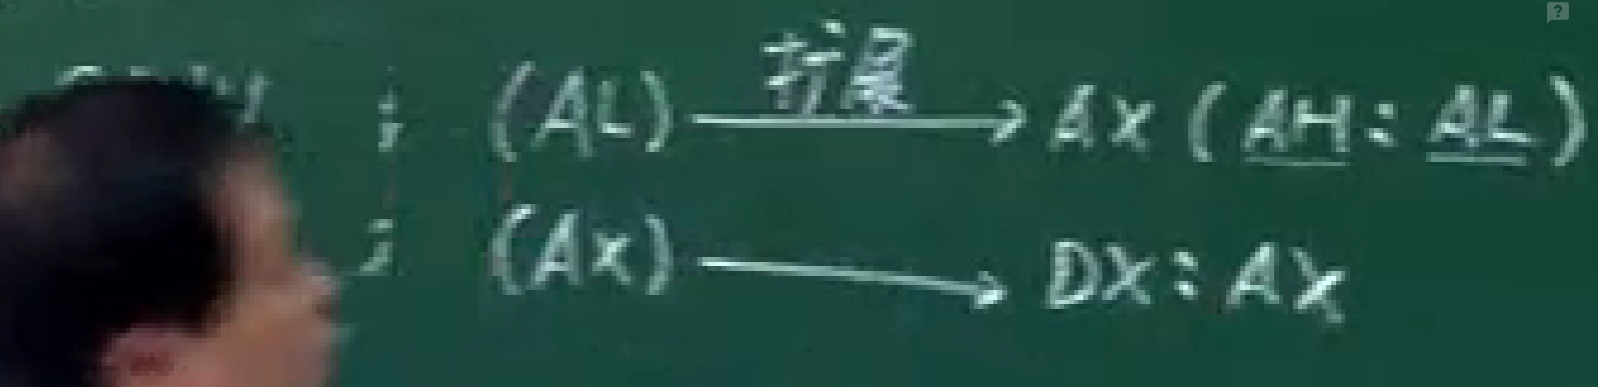 ; (AL) 扩展→ AX (AH : AL)
; (AX) → DX : AX